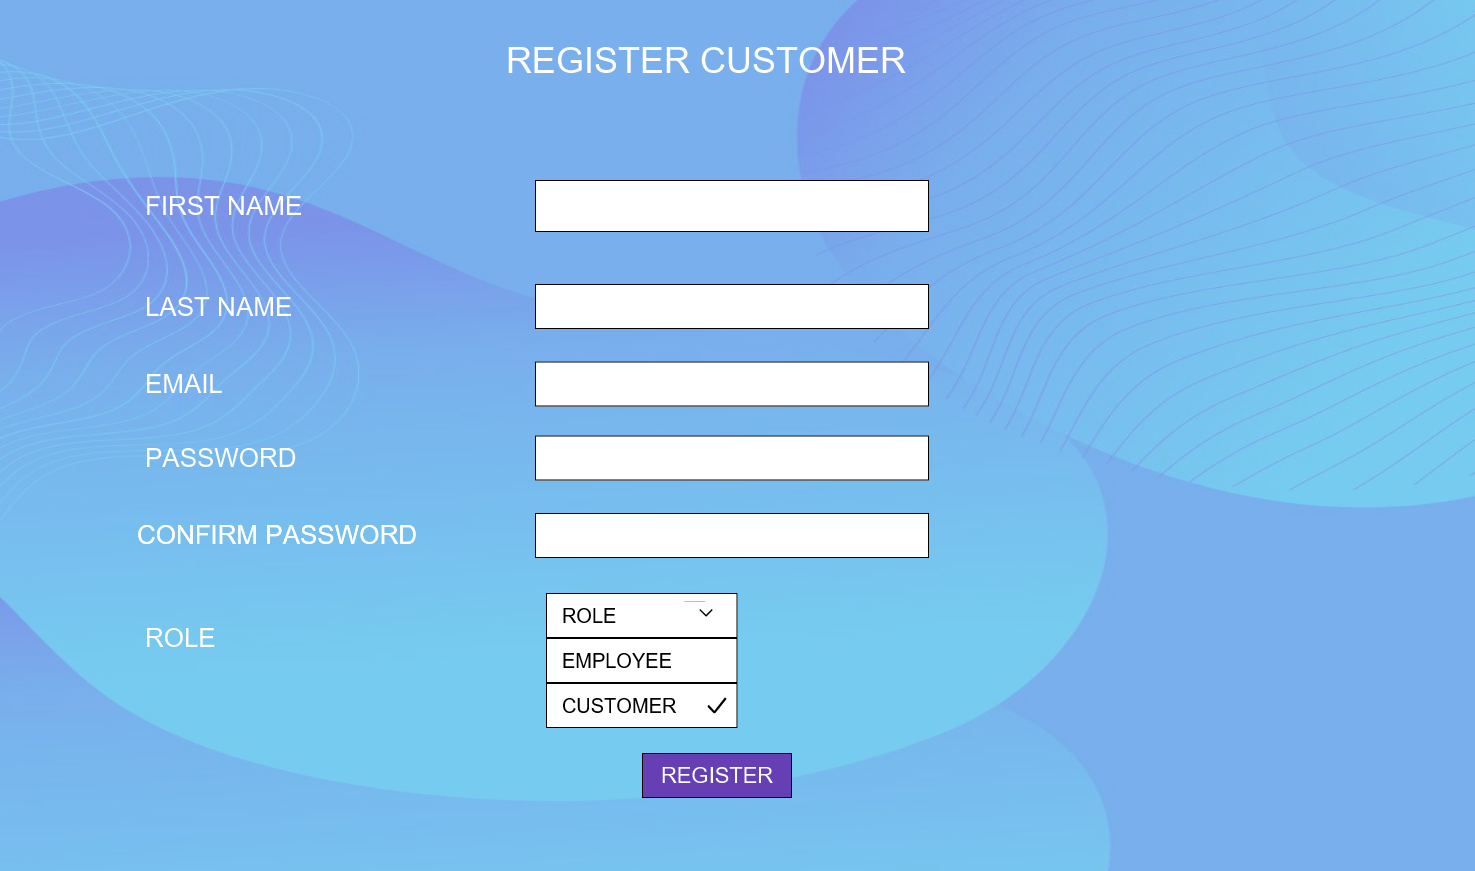 REGISTER CUSTOMER
FIRST NAME
LAST NAME
EMAIL
PASSWORD
CONFIRM PASSWORD
ROLE
ROLE
EMPLOYEE
CUSTOMER
REGISTER